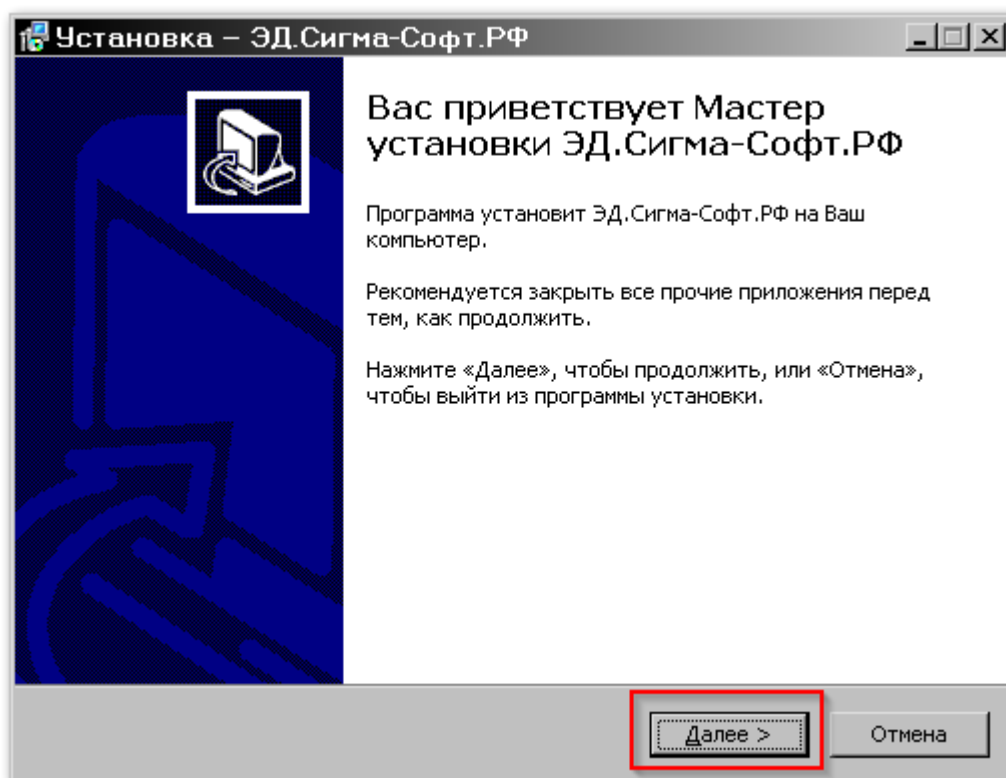 Установка – ЭД.Сигма-Софт.РФ
Вас приветствует Мастер
установки ЭД.Сигма-Софт.РФ
Программа установит ЭД.Сигма-Софт.РФ на Ваш
компьютер.
Рекомендуется закрыть все прочие приложения перед
тем, как продолжить.
Нажмите «Далее», чтобы продолжить, или «Отмена»,
чтобы выйти из программы установки.
Далее >
Отмена